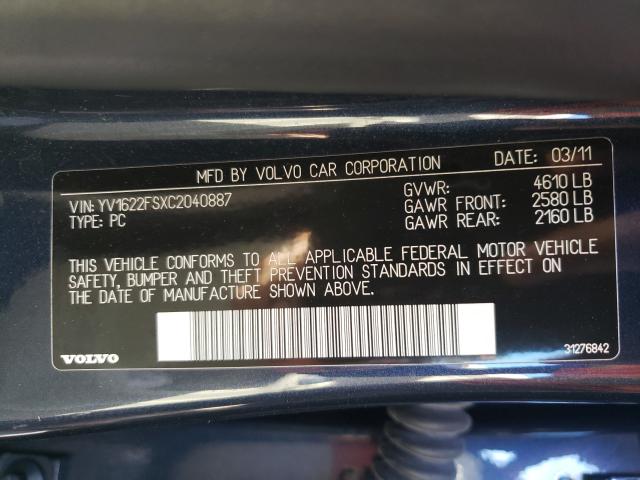 MFD BY VOLVO CAR CORPORATION DATE: 03/11
VIN: YV1622FSXC2040887
TYPE: PC
GVWR: 4610 LB
GAWR FRONT: 2580 LB
GAWR REAR: 2160 LB
THIS VEHICLE CONFORMS TO ALL APPLICABLE FEDERAL MOTOR VEHICLE
SAFETY, BUMPER AND THEFT PREVENTION STANDARDS IN EFFECT ON
THE DATE OF MANUFACTURE SHOWN ABOVE.
VOLVO
31276842